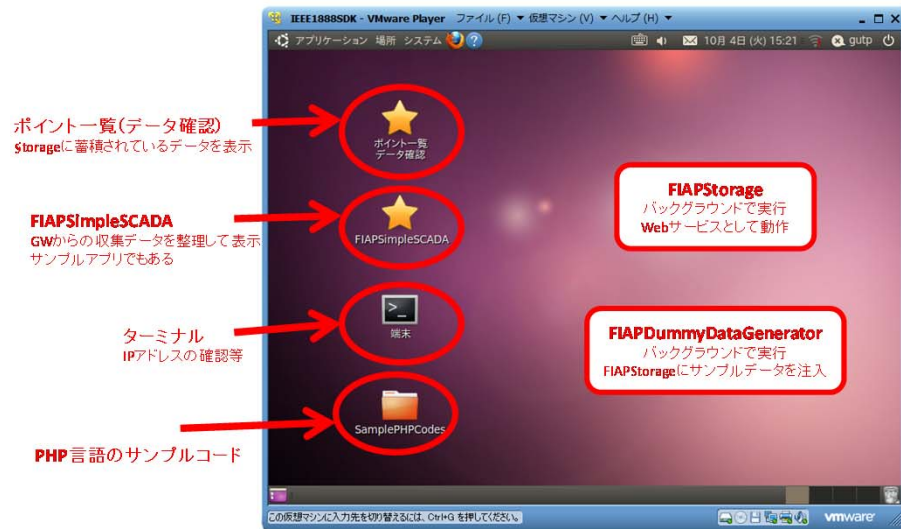 IEEE1888SDK - VMware Player ファイル(F) ▼ 仮想マシン(V) ▼ ヘルプ(H) ▼
アプリケーション 場所 システム
10月 4日 (火) 15:21
gutp
ポイント一覧(データ確認)
Storageに蓄積されているデータを表示
ポイント一覧
データ確認
FIAPSimpleSCADA
GWからの収集データを整理して表示
サンプルアプリでもある
FIAPSimpleSCADA
FIAPStorage
バックグラウンドで実行
Webサービスとして動作
ターミナル
IPアドレスの確認等
端末
FIAPDummyDataGenerator
バックグラウンドで実行
FIAPStorageにサンプルデータを注入
PHP言語のサンプルコード
SamplePHPCodes
この仮想マシンに入力先を切り替えるには、Ctrl+G を押してください。
vmware